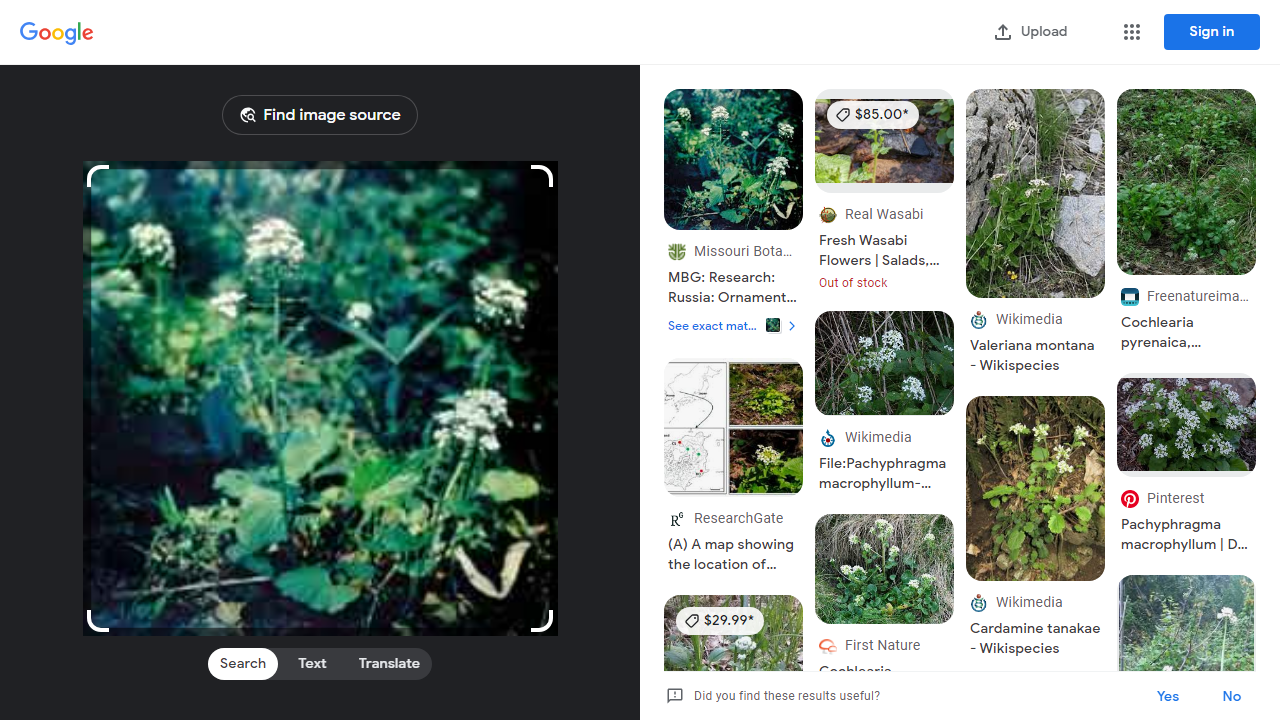 Google
Upload
Sign in
Find image source
Search
Text
Translate
Missouri Bota...
MBG: Research:
Russia: Ornament...
See exact mat...
ResearchGate
(A) A map showing
the location of...
$29.99*
$85.00*
Real Wasabi
Fresh Wasabi
Flowers | Salads,...
Out of stock
Wikimedia
File:Pachyphragma
macrophyllum-...
First Nature
Wikimedia
Valeriana montana
- Wikispecies
Wikimedia
Cardamine tanakae
- Wikispecies
Freenatureima...
Cochlearia
pyrenaica,...
Pinterest
Pachyphragma
macrophyllum | D...
Did you find these results useful?
Yes
No